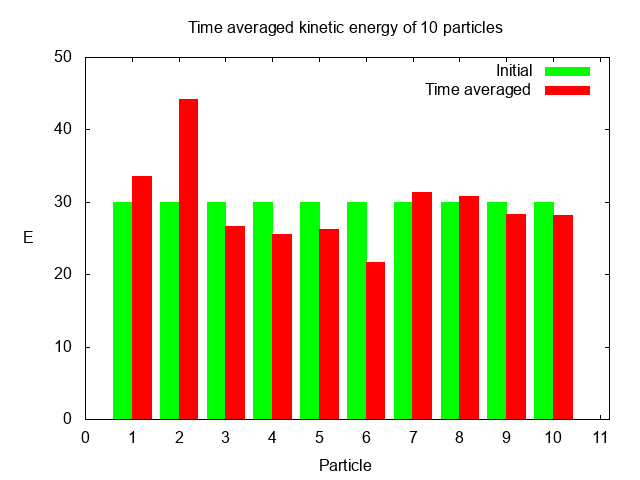 Time averaged kinetic energy of 10 particles
50
40
30
20
10
0
E
Initial
Time averaged
0 1 2 3 4 5 6 7 8 9 10 11
Particle